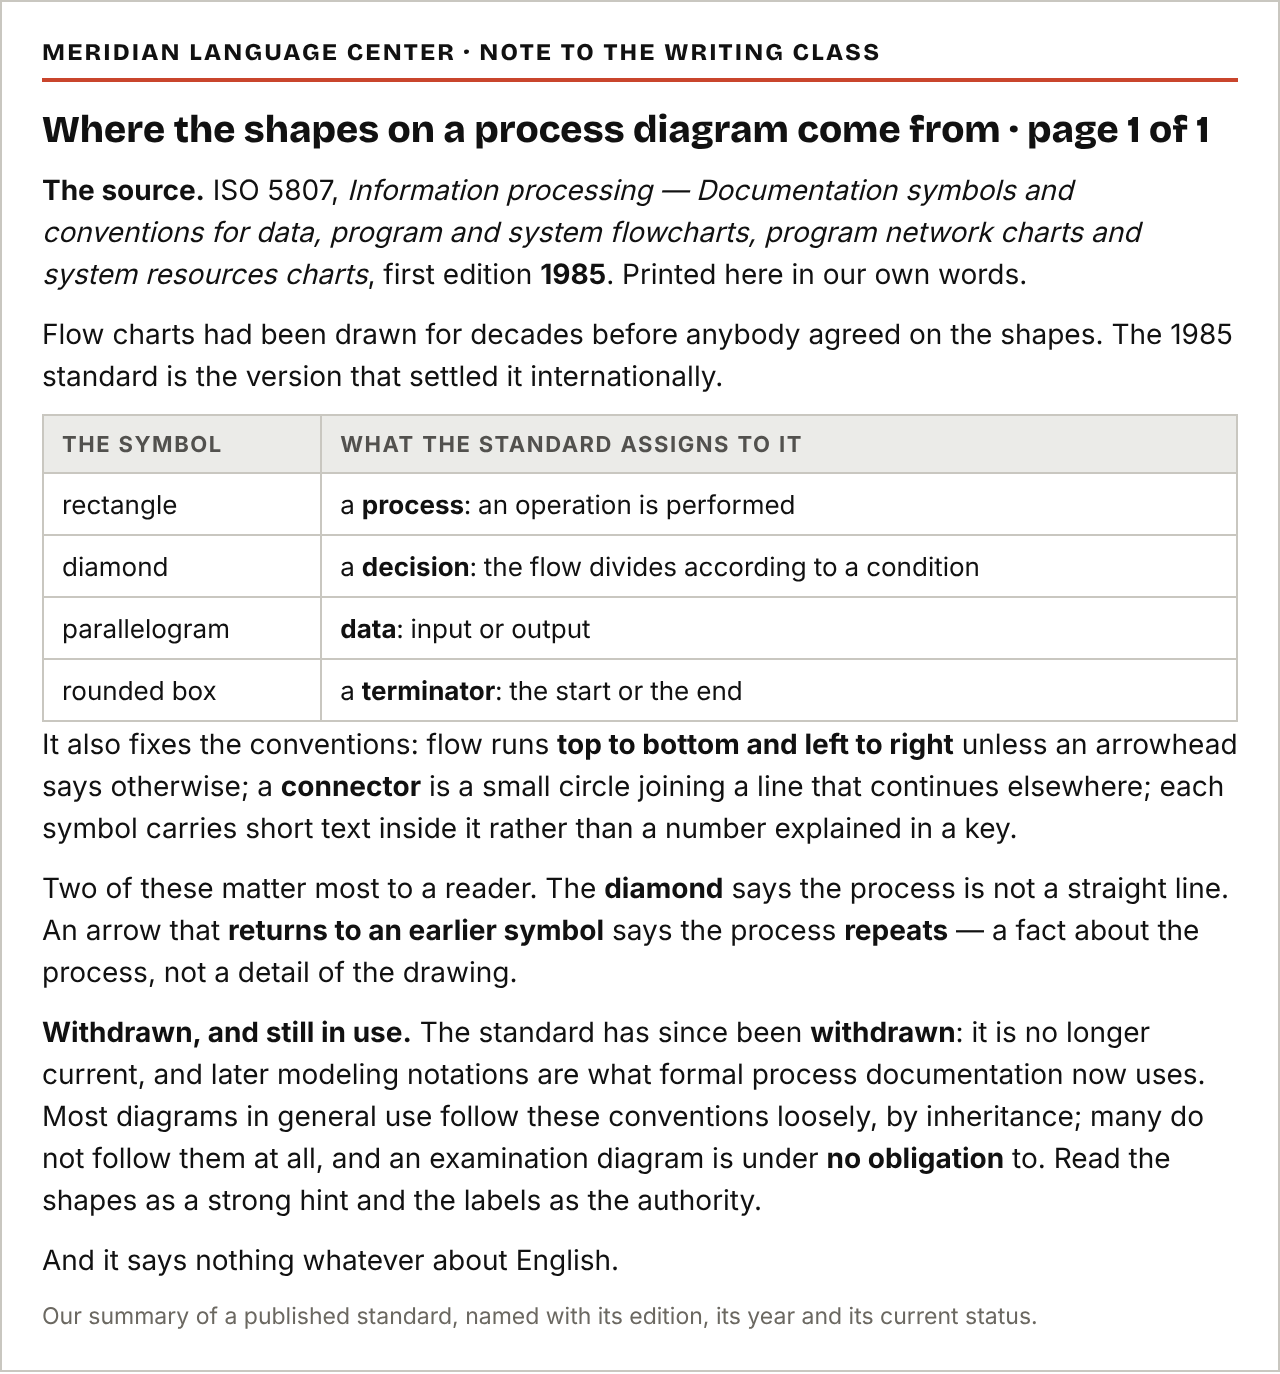 MERIDIAN LANGUAGE CENTER · NOTE TO THE WRITING CLASS
Where the shapes on a process diagram come from · page 1 of 1
The source. ISO 5807, Information processing — Documentation symbols and
conventions for data, program and system flowcharts, program network charts and
system resources charts, first edition 1985. Printed here in our own words.
Flow charts had been drawn for decades before anybody agreed on the shapes. The 1985
standard is the version that settled it internationally.
THE SYMBOL WHAT THE STANDARD ASSIGNS TO IT
rectangle a process: an operation is performed
diamond a decision: the flow divides according to a condition
parallelogram data: input or output
rounded box a terminator: the start or the end
It also fixes the conventions: flow runs top to bottom and left to right unless an arrowhead
says otherwise; a connector is a small circle joining a line that continues elsewhere; each
symbol carries short text inside it rather than a number explained in a key.
Two of these matter most to a reader. The diamond says the process is not a straight line.
An arrow that returns to an earlier symbol says the process repeats — a fact about the
process, not a detail of the drawing.
Withdrawn, and still in use. The standard has since been withdrawn: it is no longer
current, and later modeling notations are what formal process documentation now uses.
Most diagrams in general use follow these conventions loosely, by inheritance; many do
not follow them at all, and an examination diagram is under no obligation to. Read the
shapes as a strong hint and the labels as the authority.
And it says nothing whatever about English.
Our summary of a published standard, named with its edition, its year and its current status.